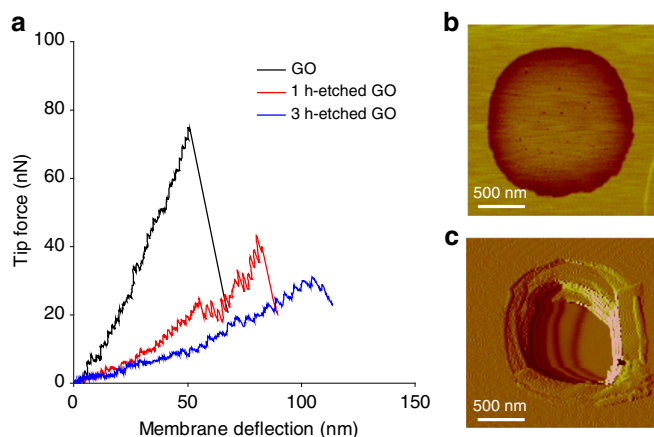 a
100
80
60
40
20
0
Tip force (nN)
0
50
100
150
Membrane deflection (nm)
GO
1 h-etched GO
3 h-etched GO
b
500 nm
c
500 nm